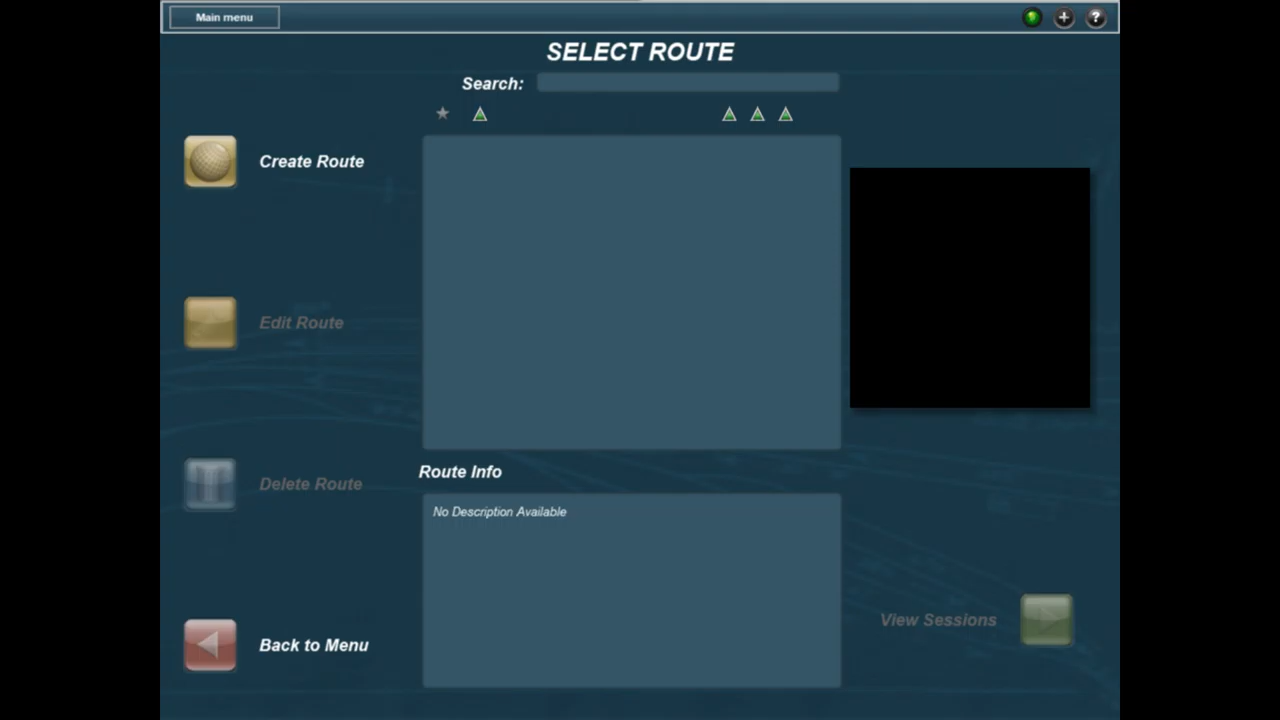 Main menu
?
SELECT ROUTE
Search:
Create Route
Edit Route
Delete Route
Route Info
No Description Available
View Sessions
Back to Menu